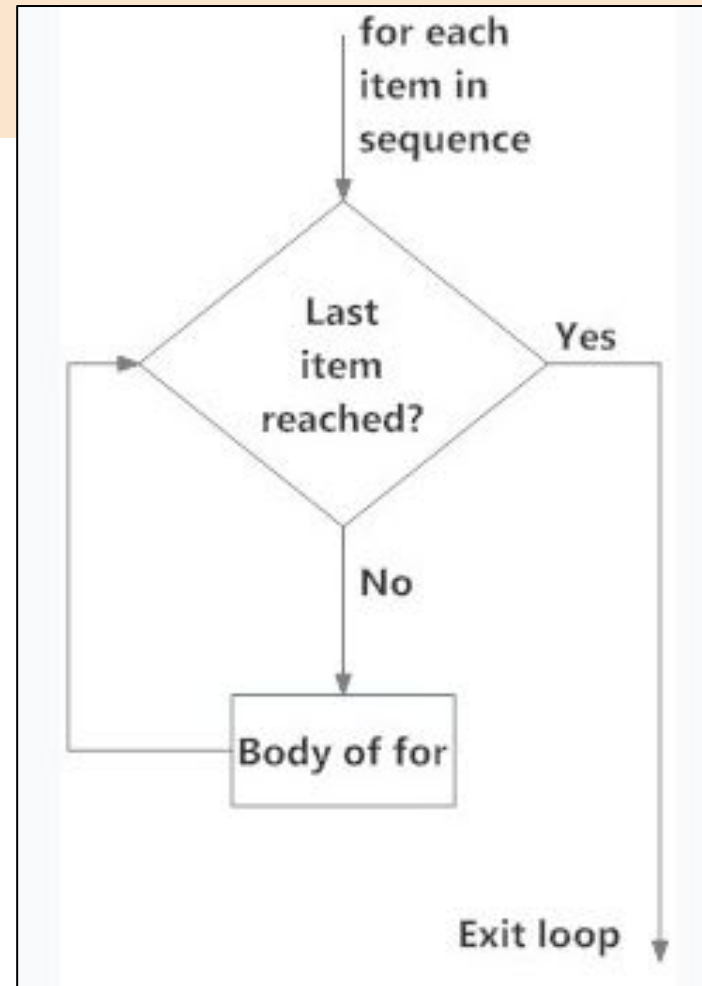 for each
item in
sequence
Last
item
reached?
Yes
No
Body of for
Exit loop